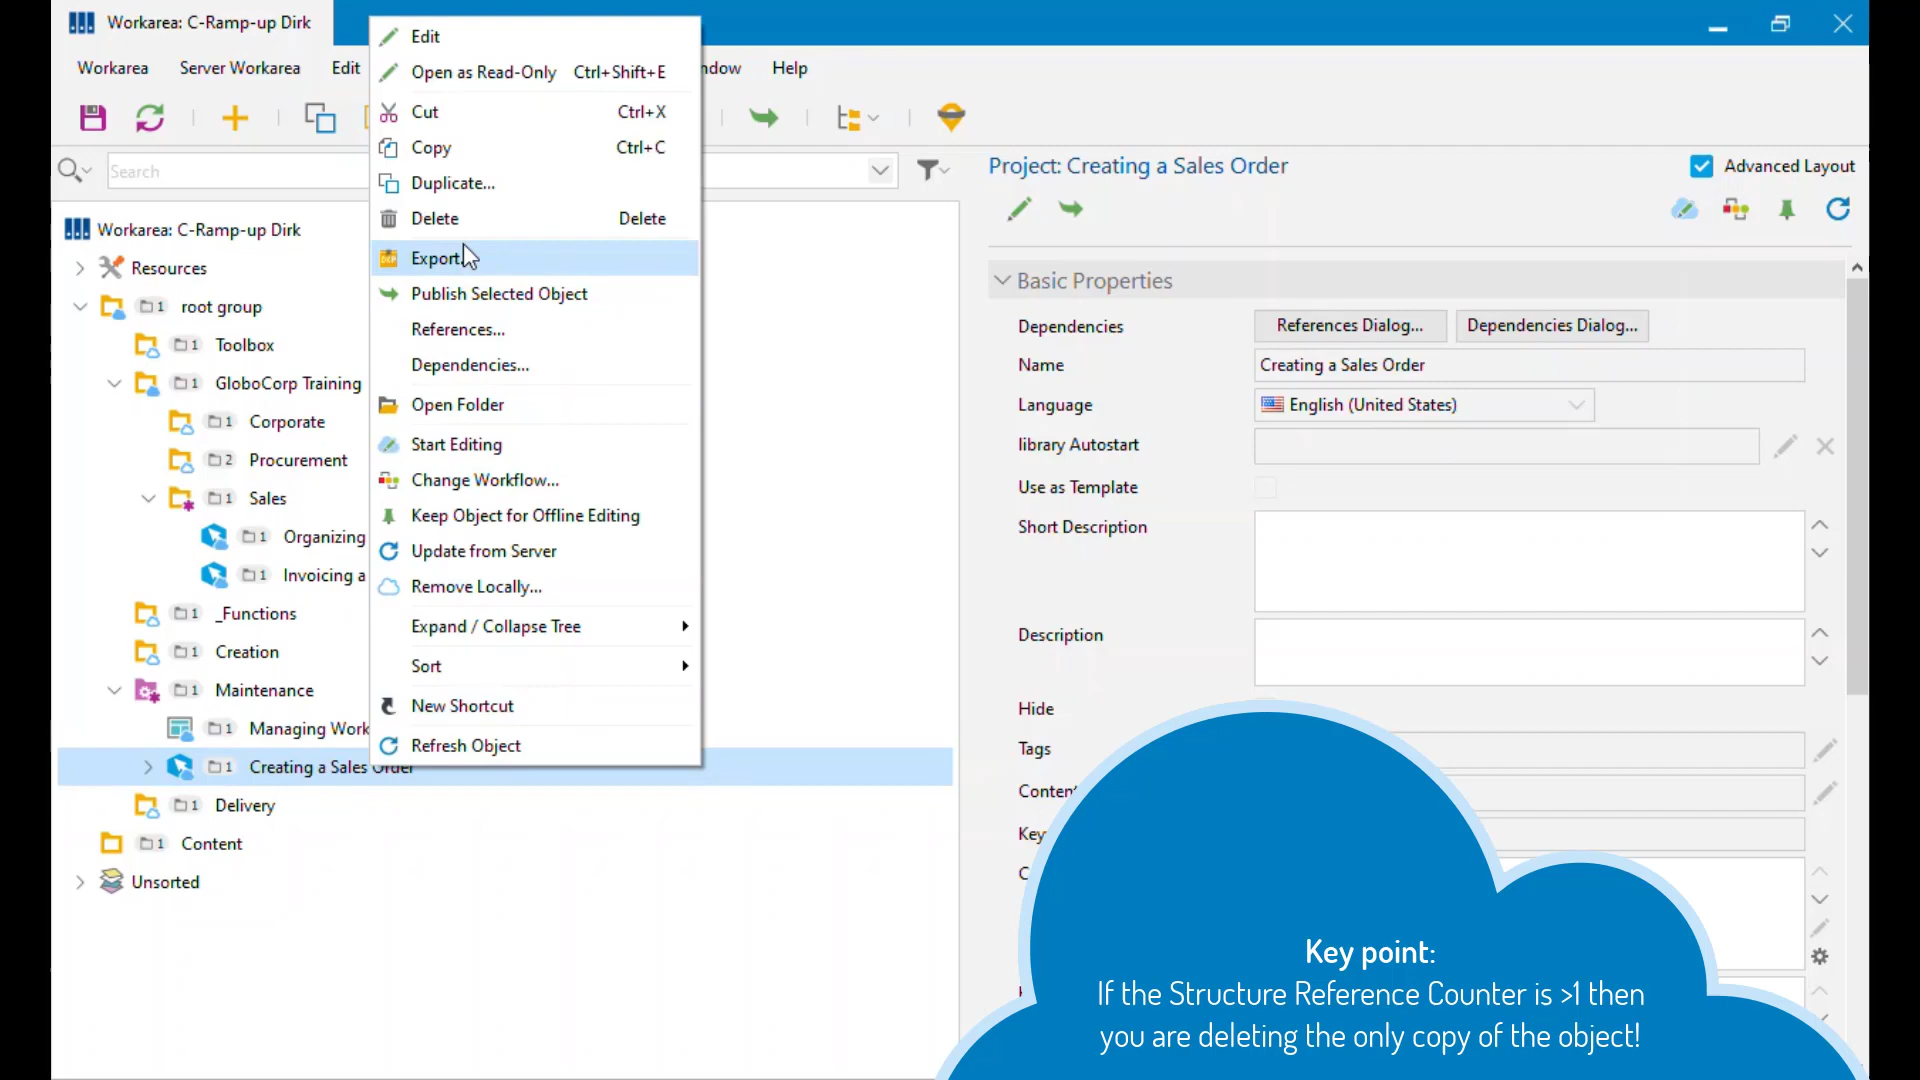 Workarea: C-Ramp-up Dirk
Workarea
Server Workarea
Edit
ndow
Help
Search
Workarea: C-Ramp-up Dirk
Resources
1 root group
1 Toolbox
1 GloboCorp Training
1 Corporate
2 Procurement
1 Sales
1 Organizing
1 Invoicing a
1 _Functions
1 Creation
1 Maintenance
1 Managing Work
1 Creating a Sales Order
1 Delivery
1 Content
Unsorted
Edit
Open as Read-Only Ctrl+Shift+E
Cut Ctrl+X
Copy Ctrl+C
Duplicate...
Delete Delete
Export
Publish Selected Object
References...
Dependencies...
Open Folder
Start Editing
Change Workflow...
Keep Object for Offline Editing
Update from Server
Remove Locally...
Expand / Collapse Tree
Sort
New Shortcut
Refresh Object
Project: Creating a Sales Order
Advanced Layout
Basic Properties
Dependencies References Dialog... Dependencies Dialog...
Name Creating a Sales Order
Language English (United States)
library Autostart
Use as Template
Short Description
Description
Hide
Tags
Content
Key
C
Key point:
If the Structure Reference Counter is >1 then
you are deleting the only copy of the object!